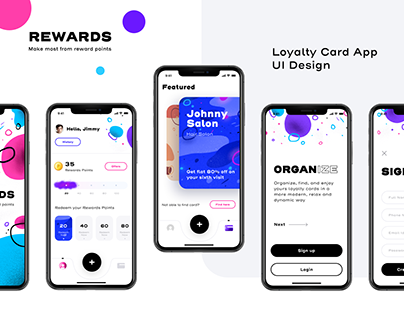 REWARDS
Make most from reward points
Loyalty Card App
UI Design
Hello, Jimmy
History
35
Rewards Points
Redeem your Rewards Points
20
40
60
80
Featured
Johnny
Salon
Hair Salon
Get flat 60% off on
your sixth visit
Not able to find card?
+
+
ORGANIZE
Organize, find, and enjoy
your loyalty cards in a
more modern, relax and
dynamic way
Next
Sign up
Login
SIG